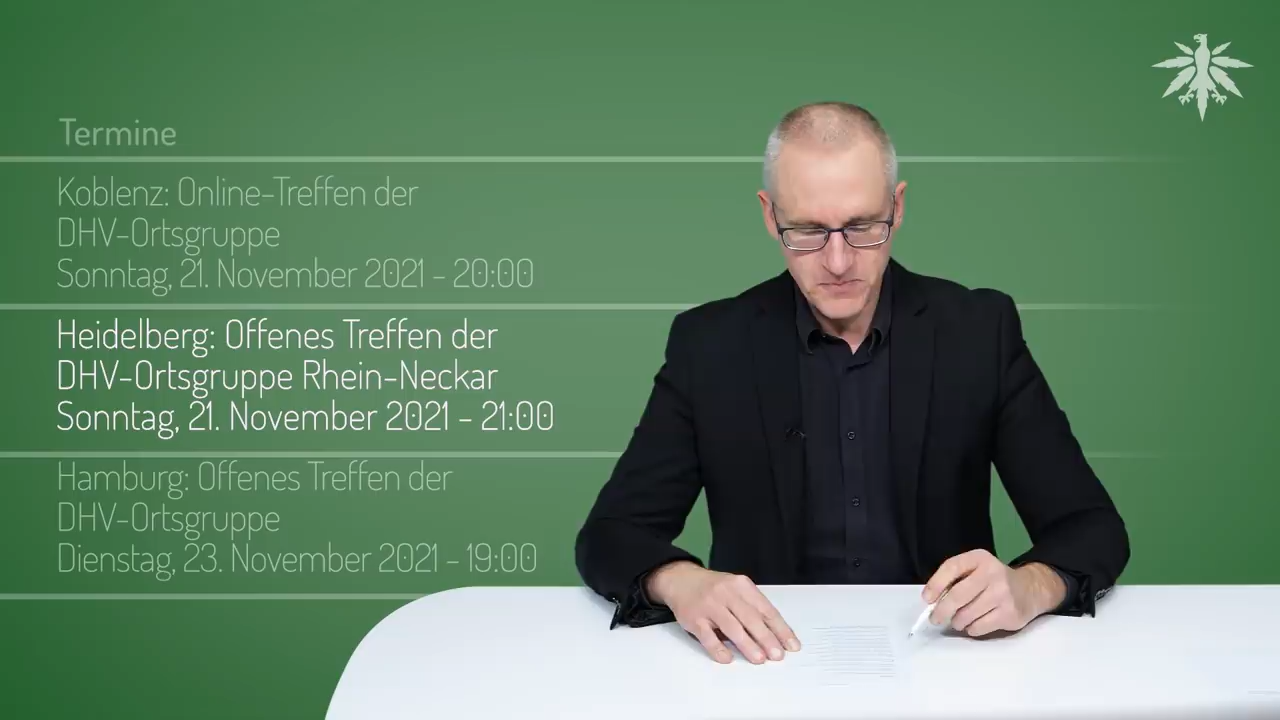 Termine
Koblenz: Online-Treffen der
DHV-Ortsgruppe
Sonntag, 21. November 2021 - 20:00
Heidelberg: Offenes Treffen der
DHV-Ortsgruppe Rhein-Neckar
Sonntag, 21. November 2021 - 21:00
Hamburg: Offenes Treffen der
DHV-Ortsgruppe
Dienstag, 23. November 2021 - 19:00